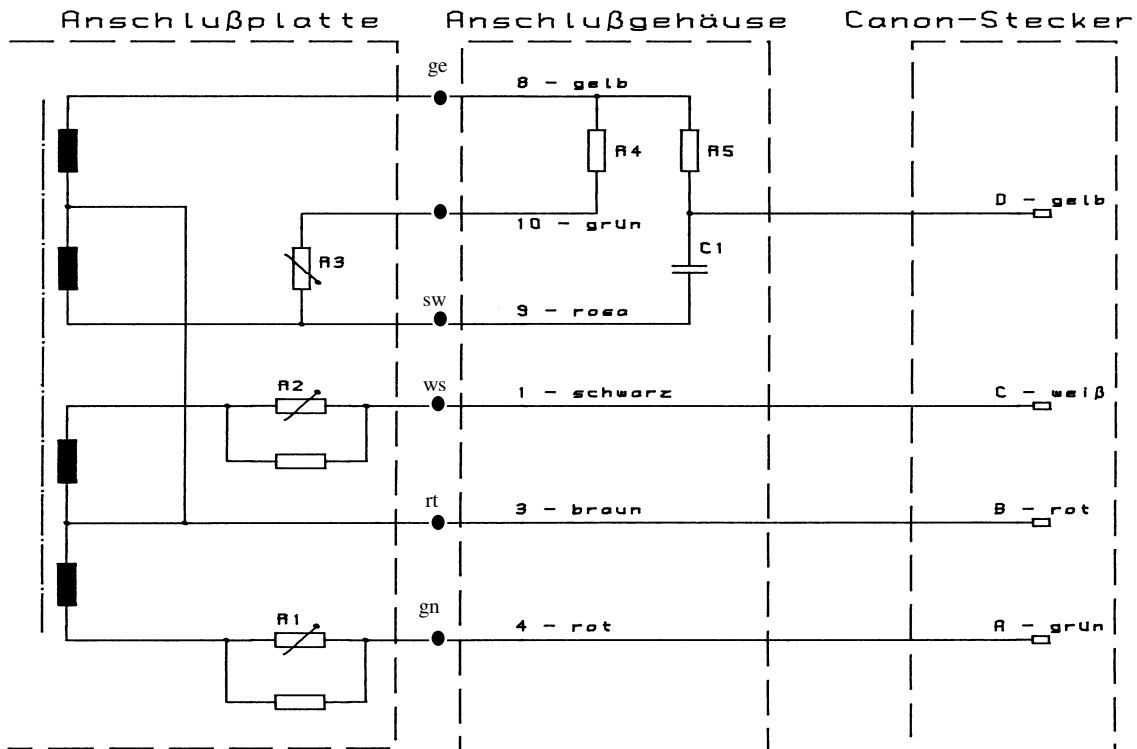 Anschlußplatte Anschlußgehäuse Canon-Stecker
ge
8 - gelb
R4 R5
D - gelb
10 - grün
C1
R3
sw
9 - rosa
R2
ws
1 - schwarz
C - weiß
rt
3 - braun
B - rot
gn
R1
4 - rot
A - grün